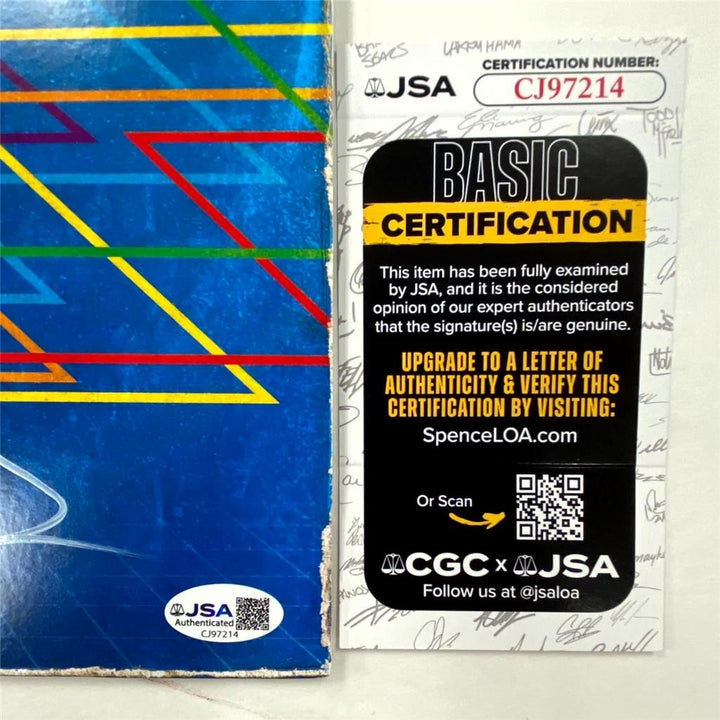 JSA
CERTIFICATION NUMBER:
CJ97214
BASIC
CERTIFICATION
This item has been fully examined
by JSA, and it is the considered
opinion of our expert authenticators
that the signature(s) is/are genuine.
UPGRADE TO A LETTER OF
AUTHENTICITY & VERIFY THIS
CERTIFICATION BY VISITING:
SpenceLOA.com
Or Scan
CGC x JSA
Follow us at @jsaloa
JSA
Authenticated
CJ97214